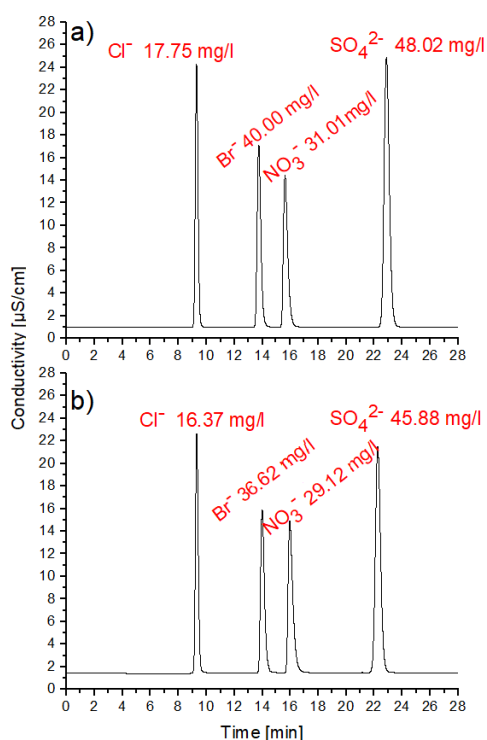 a)
Cl⁻ 17.75 mg/l
SO₄²⁻ 48.02 mg/l
Br⁻ 40.00 mg/l
NO₃⁻ 31.01mg/l
28
26
24
22
20
18
16
14
12
10
8
6
4
2
0
0 2 4 6 8 10 12 14 16 18 20 22 24 26 28
Conductivity [µS/cm]
b)
Cl⁻ 16.37 mg/l
SO₄²⁻ 45.88 mg/l
Br⁻ 36.62 mg/l
NO₃⁻ 29.12 mg/l
28
26
24
22
20
18
16
14
12
10
8
6
4
2
0
0 2 4 6 8 10 12 14 16 18 20 22 24 26 28
Time [min]